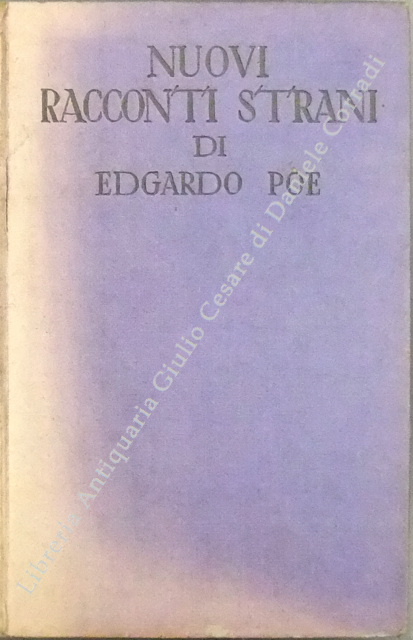 NUOVI
RACCONTI STRANI
DI
EDGARDO POE
Libreria Antiquaria Giulio Cesare di Daniele Corradi